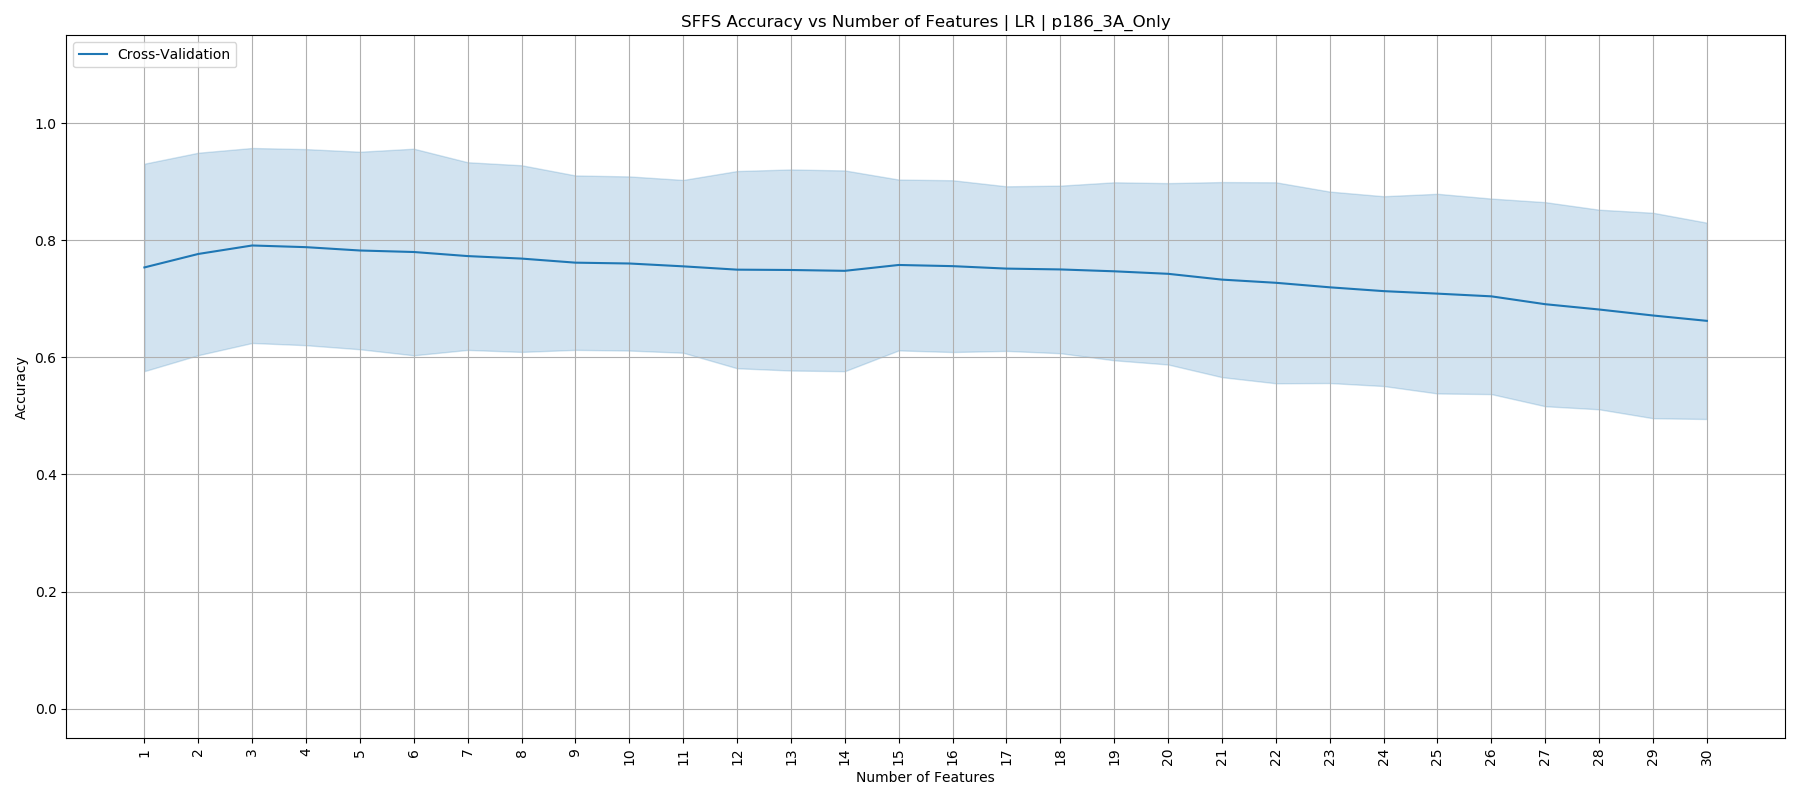 SFFS Accuracy vs Number of Features | LR | p186_3A_Only
Cross-Validation
1.0
0.8
0.6
0.4
0.2
0.0
Accuracy
1 2 3 4 5 6 7 8 9 10 11 12 13 14 15 16 17 18 19 20 21 22 23 24 25 26 27 28 29 30
Number of Features